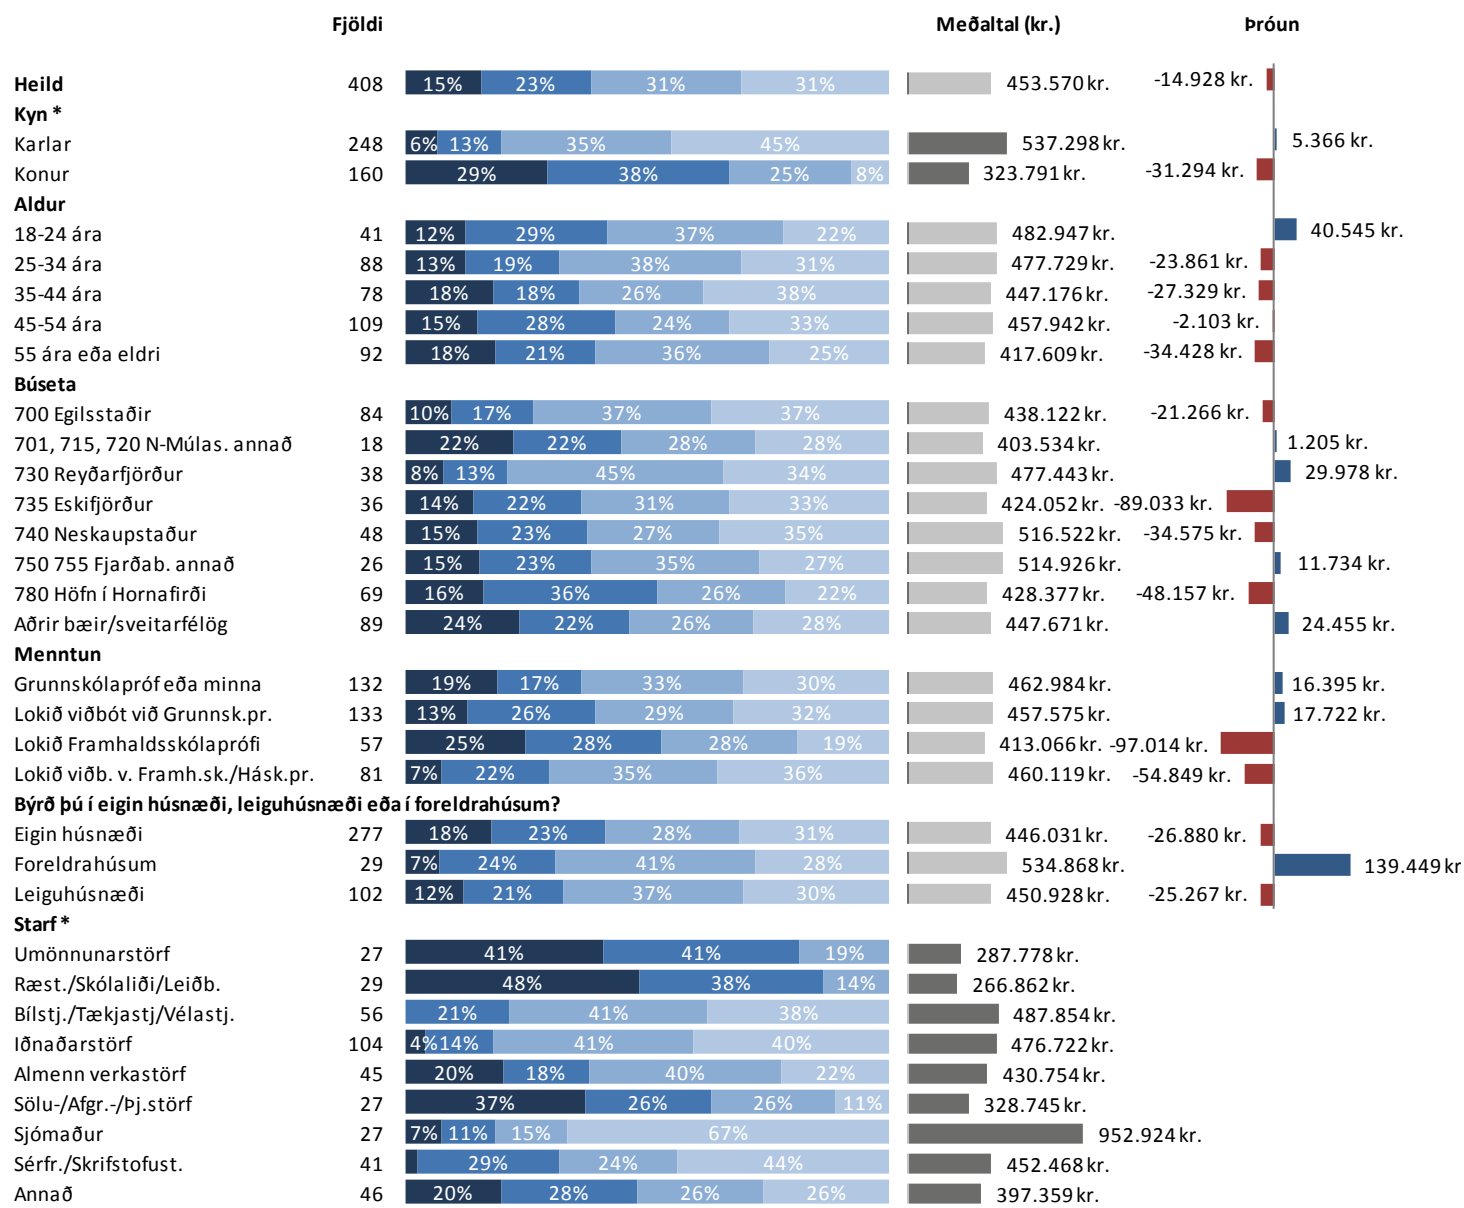 Fjöldi Meðaltal (kr.) Þróun
Heild 408 15% 23% 31% 31% 453.570 kr. -14.928 kr.
Kyn *
Karlar 248 6% 13% 35% 45% 537.298 kr. 5.366 kr.
Konur 160 29% 38% 25% 8% 323.791 kr. -31.294 kr.
Aldur
18-24 ára 41 12% 29% 37% 22% 482.947 kr. 40.545 kr.
25-34 ára 88 13% 19% 38% 31% 477.729 kr. -23.861 kr.
35-44 ára 78 18% 18% 26% 38% 447.176 kr. -27.329 kr.
45-54 ára 109 15% 28% 24% 33% 457.942 kr. -2.103 kr.
55 ára eða eldri 92 18% 21% 36% 25% 417.609 kr. -34.428 kr.
Búseta
700 Egilsstaðir 84 10% 17% 37% 37% 438.122 kr. -21.266 kr.
701, 715, 720 N-Múlas. annað 18 22% 22% 28% 28% 403.534 kr. 1.205 kr.
730 Reyðarfjörður 38 8% 13% 45% 34% 477.443 kr. 29.978 kr.
735 Eskifjörður 36 14% 22% 31% 33% 424.052 kr. -89.033 kr.
740 Neskaupstaður 48 15% 23% 27% 35% 516.522 kr. -34.575 kr.
750 755 Fjarðab. annað 26 15% 23% 35% 27% 514.926 kr. 11.734 kr.
780 Höfn í Hornafirði 69 16% 36% 26% 22% 428.377 kr. -48.157 kr.
Aðrir bæir/sveitarfélög 89 24% 22% 26% 28% 447.671 kr. 24.455 kr.
Menntun
Grunnskólapróf eða minna 132 19% 17% 33% 30% 462.984 kr. 16.395 kr.
Lokið viðbót við Grunnsk.pr. 133 13% 26% 29% 32% 457.575 kr. 17.722 kr.
Lokið Framhaldsskólaprófi 57 25% 28% 28% 19% 413.066 kr. -97.014 kr.
Lokið viðb. v. Framh.sk./Hásk.pr. 81 7% 22% 35% 36% 460.119 kr. -54.849 kr.
Býrð þú í eigin húsnæði, leiguhúsnæði eða í foreldrahúsum?
Eigin húsnæði 277 18% 23% 28% 31% 446.031 kr. -26.880 kr.
Foreldrahúsum 29 7% 24% 41% 28% 534.868 kr. 139.449 kr
Leiguhúsnæði 102 12% 21% 37% 30% 450.928 kr. -25.267 kr.
Starf *
Umönnunarstörf 27 41% 41% 19% 287.778 kr.
Ræst./Skólaliði/Leiðb. 29 48% 38% 14% 266.862 kr.
Bílstj./Tækjastj/Vélastj. 56 21% 41% 38% 487.854 kr.
Iðnaðarstörf 104 4% 14% 41% 40% 476.722 kr.
Almenn verkastörf 45 20% 18% 40% 22% 430.754 kr.
Sölu-/Afgr.-/Þj.störf 27 37% 26% 26% 11% 328.745 kr.
Sjómaður 27 7% 11% 15% 67% 952.924 kr.
Sérfr./Skrifstofust. 41 29% 24% 44% 452.468 kr.
Annað 46 20% 28% 26% 26% 397.359 kr.